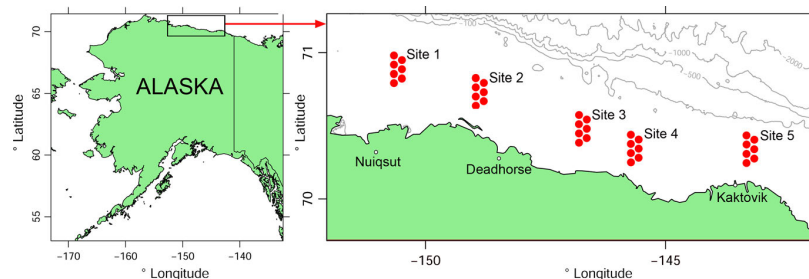 70
65
60
55
° Latitude
ALASKA
-170
-160
-150
-140
° Longitude
71
70
° Latitude
-100
-500
-1000
-2000
Site 1
Site 2
Site 3
Site 4
Site 5
Nuiqsut
Deadhorse
Kaktovik
-150
-145
° Longitude